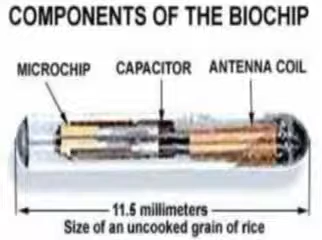 COMPONENTS OF THE BIOCHIP
MICROCHIP CAPACITOR ANTENNA COIL
11.5 millimeters
Size of an uncooked grain of rice